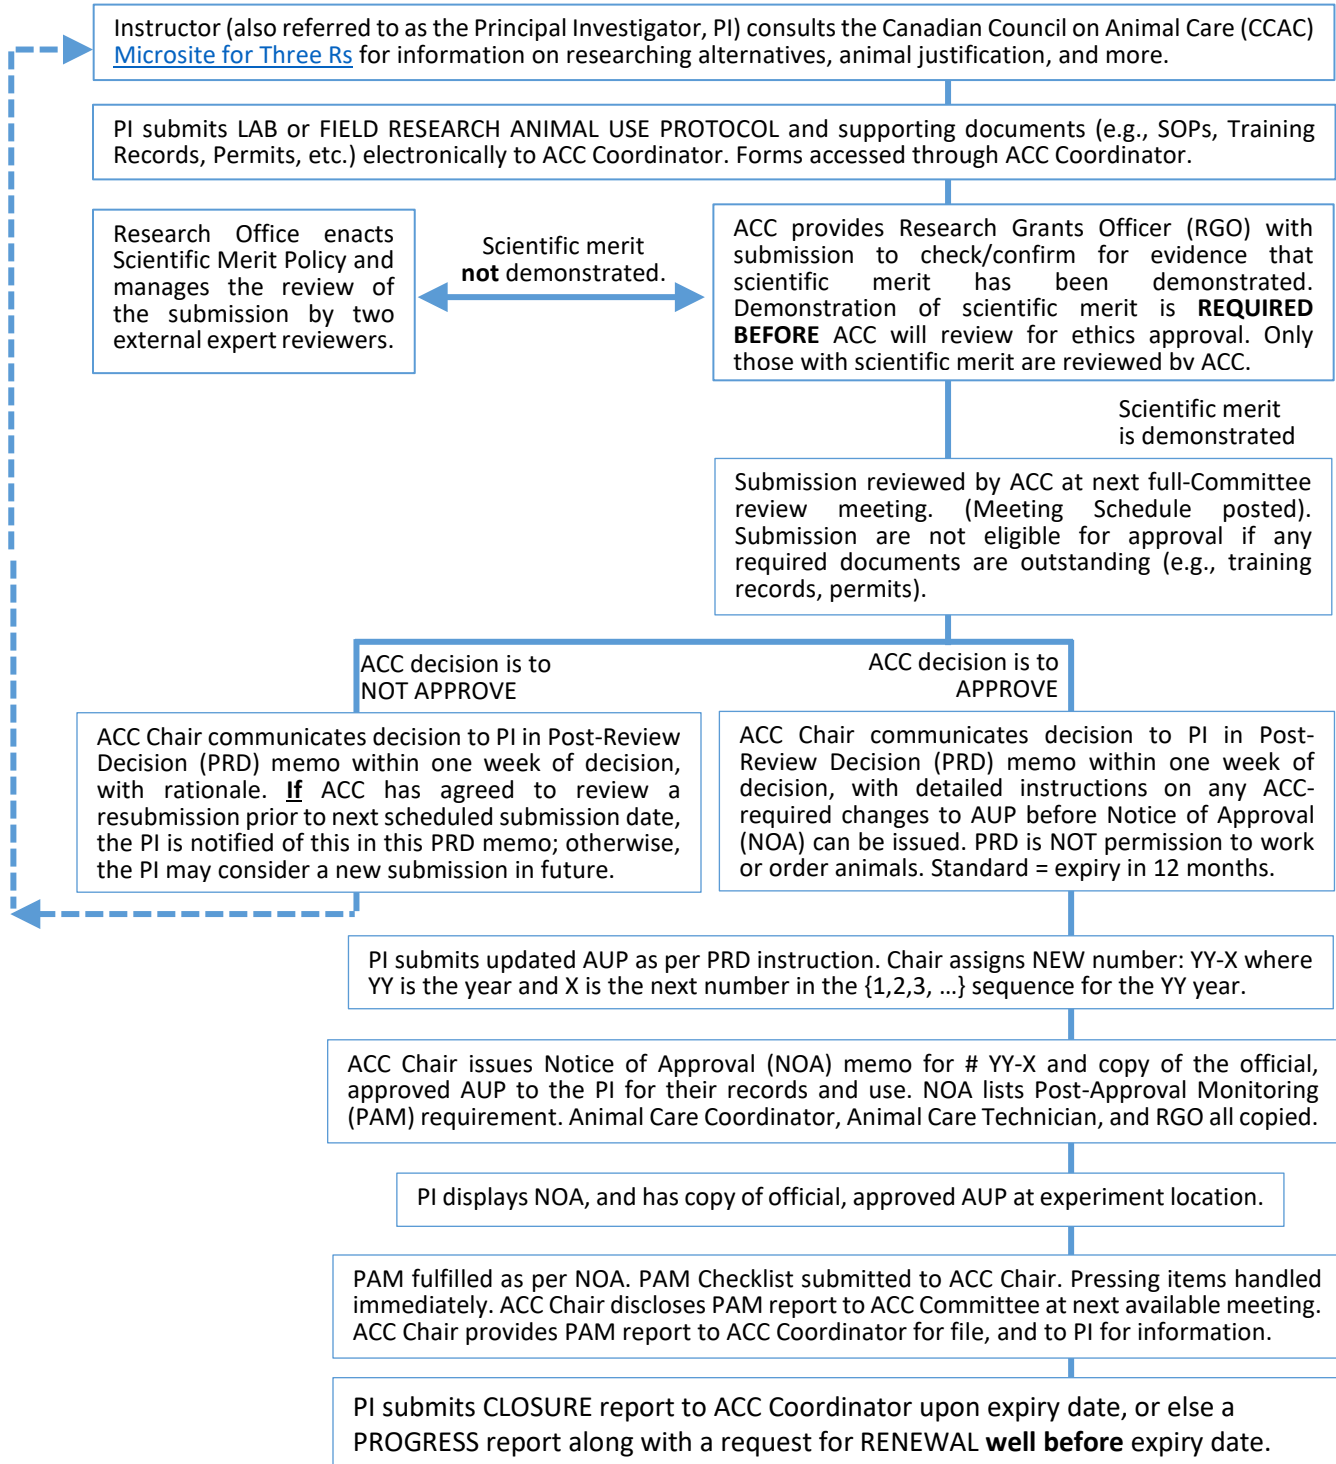 Instructor (also referred to as the Principal Investigator, PI) consults the Canadian Council on Animal Care (CCAC)
Microsite for Three Rs for information on researching alternatives, animal justification, and more.
PI submits LAB or FIELD RESEARCH ANIMAL USE PROTOCOL and supporting documents (e.g., SOPs, Training
Records, Permits, etc.) electronically to ACC Coordinator. Forms accessed through ACC Coordinator.
Research Office enacts
Scientific Merit Policy and
manages the review of
the submission by two
external expert reviewers.
Scientific merit
not demonstrated.
ACC provides Research Grants Officer (RGO) with
submission to check/confirm for evidence that
scientific merit has been demonstrated.
Demonstration of scientific merit is REQUIRED
BEFORE ACC will review for ethics approval. Only
those with scientific merit are reviewed by ACC.
Scientific merit
is demonstrated
Submission reviewed by ACC at next full-Committee
review meeting. (Meeting Schedule posted).
Submission are not eligible for approval if any
required documents are outstanding (e.g., training
records, permits).
ACC decision is to
NOT APPROVE
ACC decision is to
APPROVE
ACC Chair communicates decision to PI in Post-Review
Decision (PRD) memo within one week of decision,
with rationale. If ACC has agreed to review a
resubmission prior to next scheduled submission date,
the PI is notified of this in this PRD memo; otherwise,
the PI may consider a new submission in future.
ACC Chair communicates decision to PI in Post-
Review Decision (PRD) memo within one week of
decision, with detailed instructions on any ACC-
required changes to AUP before Notice of Approval
(NOA) can be issued. PRD is NOT permission to work
or order animals. Standard = expiry in 12 months.
PI submits updated AUP as per PRD instruction. Chair assigns NEW number: YY-X where
YY is the year and X is the next number in the {1,2,3, …} sequence for the YY year.
ACC Chair issues Notice of Approval (NOA) memo for # YY-X and copy of the official,
approved AUP to the PI for their records and use. NOA lists Post-Approval Monitoring
(PAM) requirement. Animal Care Coordinator, Animal Care Technician, and RGO all copied.
PI displays NOA, and has copy of official, approved AUP at experiment location.
PAM fulfilled as per NOA. PAM Checklist submitted to ACC Chair. Pressing items handled
immediately. ACC Chair discloses PAM report to ACC Committee at next available meeting.
ACC Chair provides PAM report to ACC Coordinator for file, and to PI for information.
PI submits CLOSURE report to ACC Coordinator upon expiry date, or else a
PROGRESS report along with a request for RENEWAL well before expiry date.